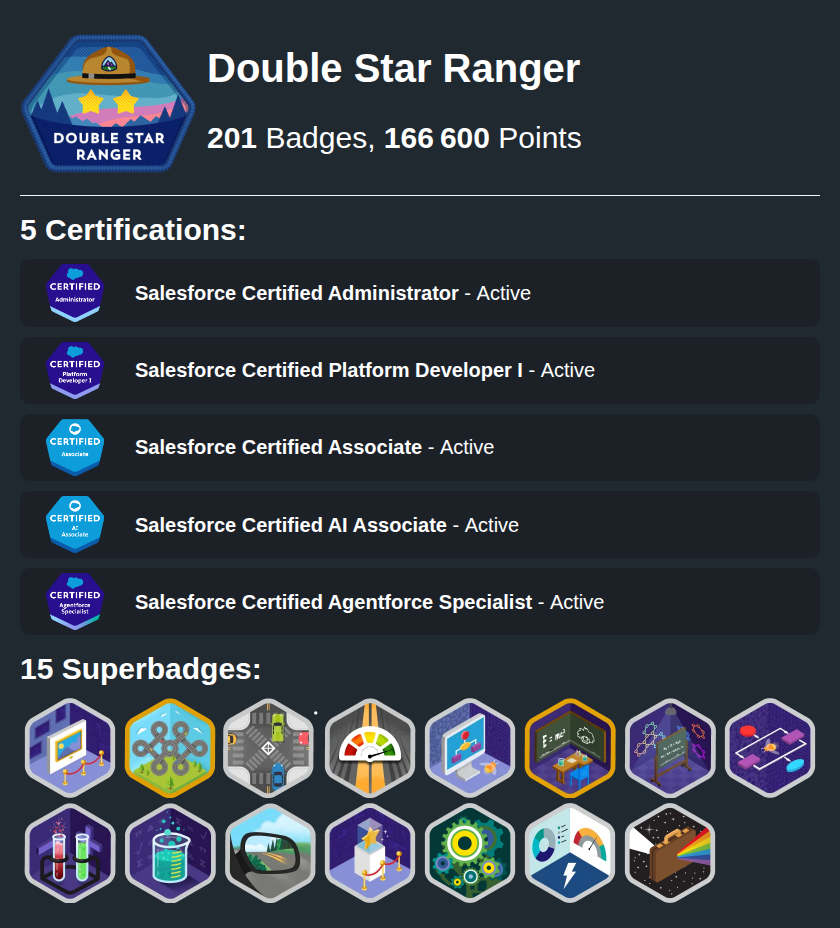 DOUBLE STAR
RANGER
Double Star Ranger
201 Badges, 166 600 Points
5 Certifications:
CERTIFIED
Administrator
Salesforce Certified Administrator - Active
CERTIFIED
Platform
Developer I
Salesforce Certified Platform Developer I - Active
CERTIFIED
Associate
Salesforce Certified Associate - Active
CERTIFIED
AI
Associate
Salesforce Certified AI Associate - Active
CERTIFIED
Agentforce
Specialist
Salesforce Certified Agentforce Specialist - Active
15 Superbadges:
E=mc²